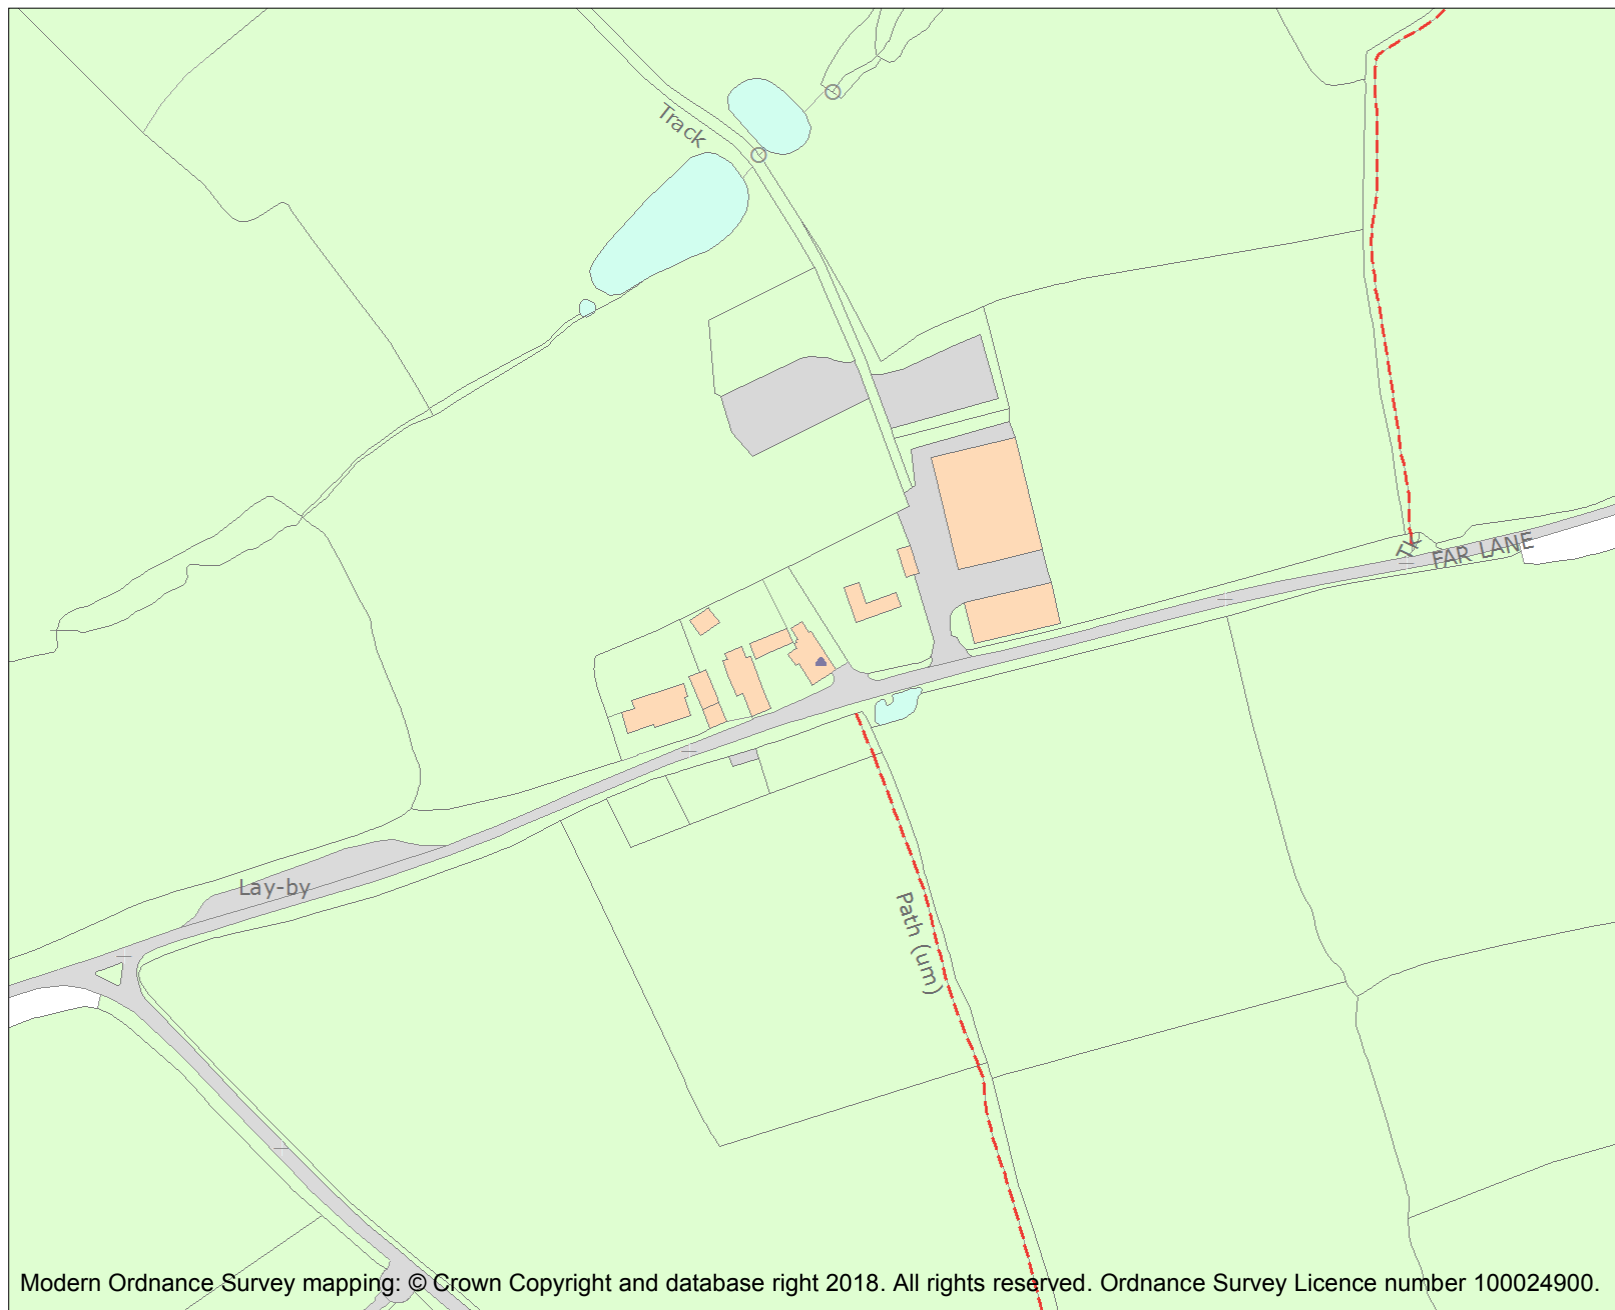 Track
TK
FAR LANE
Lay-by
Path (um)
Modern Ordnance Survey mapping: © Crown Copyright and database right 2018. All rights reserved. Ordnance Survey Licence number 100024900.